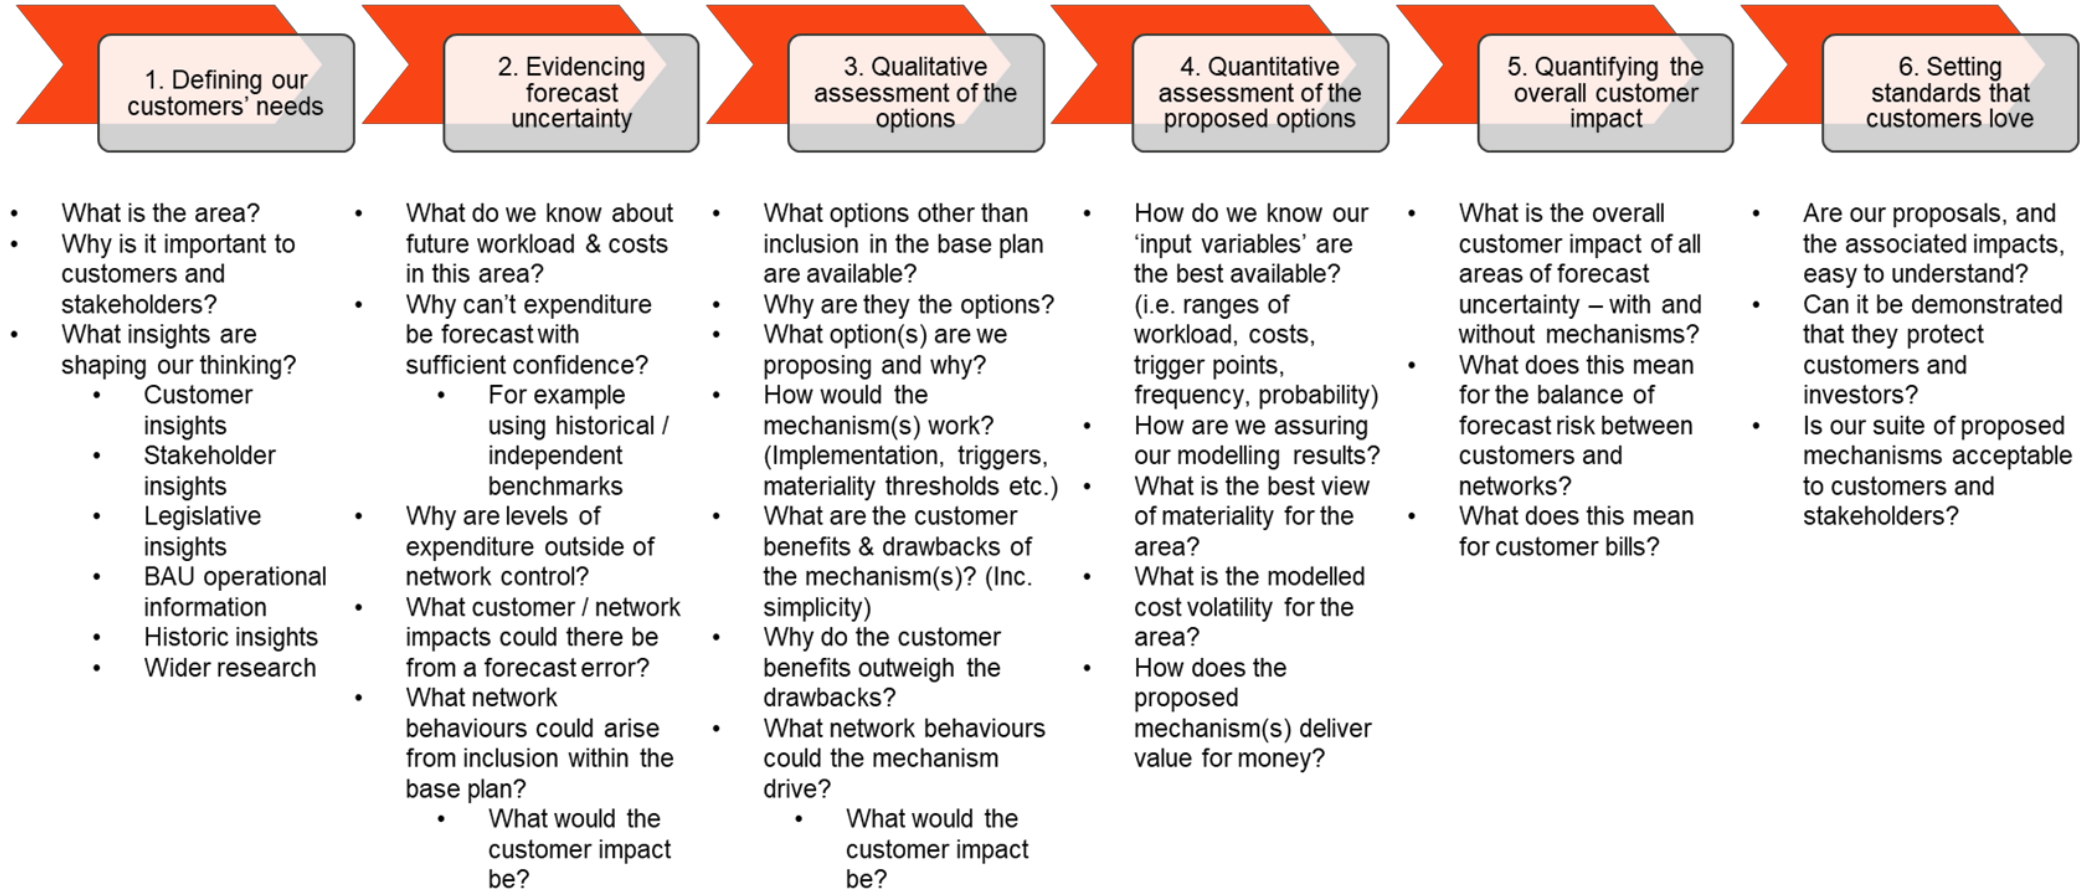 1. Defining our
customers' needs
2. Evidencing
forecast
uncertainty
3. Qualitative
assessment of the
options
4. Quantitative
assessment of the
proposed options
5. Quantifying the
overall customer
impact
6. Setting
standards that
customers love
• What is the area?
• Why is it important to
customers and
stakeholders?
• What insights are
shaping our thinking?
• Customer
insights
• Stakeholder
insights
• Legislative
insights
• BAU operational
information
• Historic insights
• Wider research
• What do we know about
future workload & costs
in this area?
• Why can't expenditure
be forecast with
sufficient confidence?
• For example
using historical /
independent
benchmarks
• Why are levels of
expenditure outside of
network control?
• What customer / network
impacts could there be
from a forecast error?
• What network
behaviours could arise
from inclusion within the
base plan?
• What would the
customer impact
be?
• What options other than
inclusion in the base plan
are available?
• Why are they the options?
• What option(s) are we
proposing and why?
• How would the
mechanism(s) work?
(Implementation, triggers,
materiality thresholds etc.)
• What are the customer
benefits & drawbacks of
the mechanism(s)? (Inc.
simplicity)
• Why do the customer
benefits outweigh the
drawbacks?
• What network behaviours
could the mechanism
drive?
• What would the
customer impact
be?
• How do we know our
‘input variables’ are
the best available?
(i.e. ranges of
workload, costs,
trigger points,
frequency, probability)
• How are we assuring
our modelling results?
• What is the best view
of materiality for the
area?
• What is the modelled
cost volatility for the
area?
• How does the
proposed
mechanism(s) deliver
value for money?
• What is the overall
customer impact of all
areas of forecast
uncertainty – with and
without mechanisms?
• What does this mean
for the balance of
forecast risk between
customers and
networks?
• What does this mean
for customer bills?
• Are our proposals, and
the associated impacts,
easy to understand?
• Can it be demonstrated
that they protect
customers and
investors?
• Is our suite of proposed
mechanisms acceptable
to customers and
stakeholders?